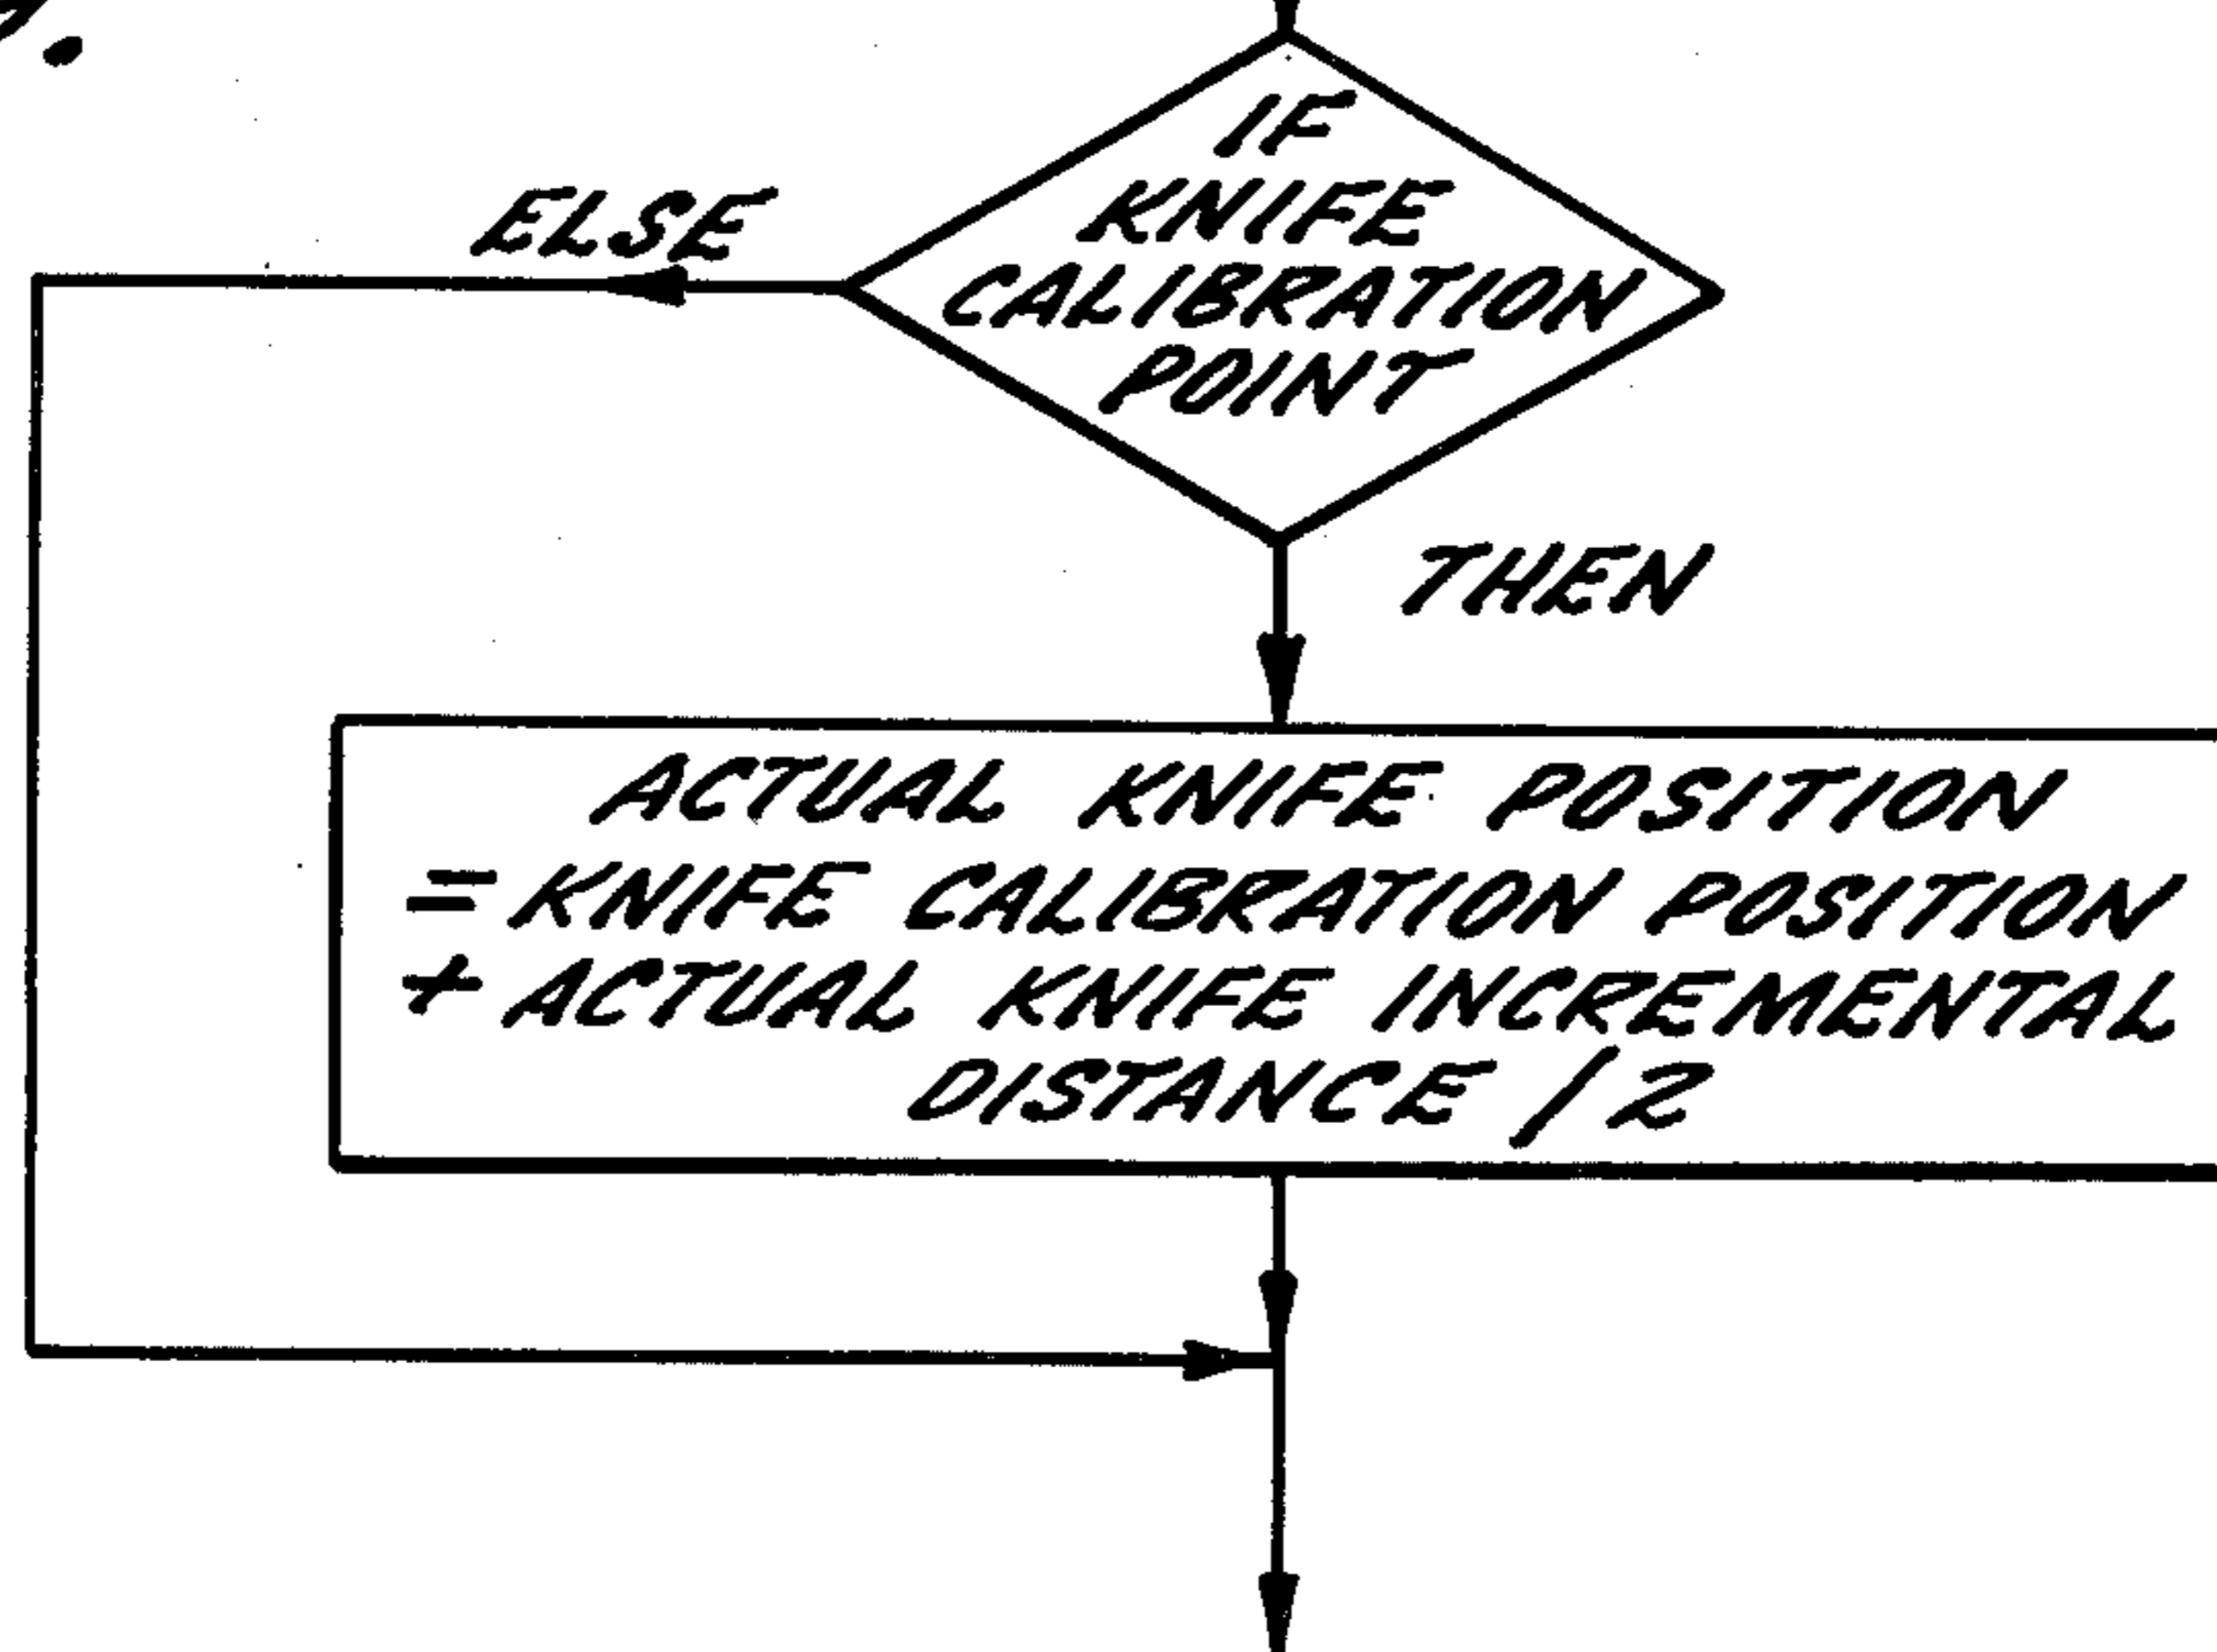 IF
KNIFE
CALIBRATION
POINT
ELSE
THEN
ACTUAL KNIFE POSITION
= KNIFE CALIBRATION POSITION
+ ACTUAL KNIFE INCREMENTAL
DISTANCE /2